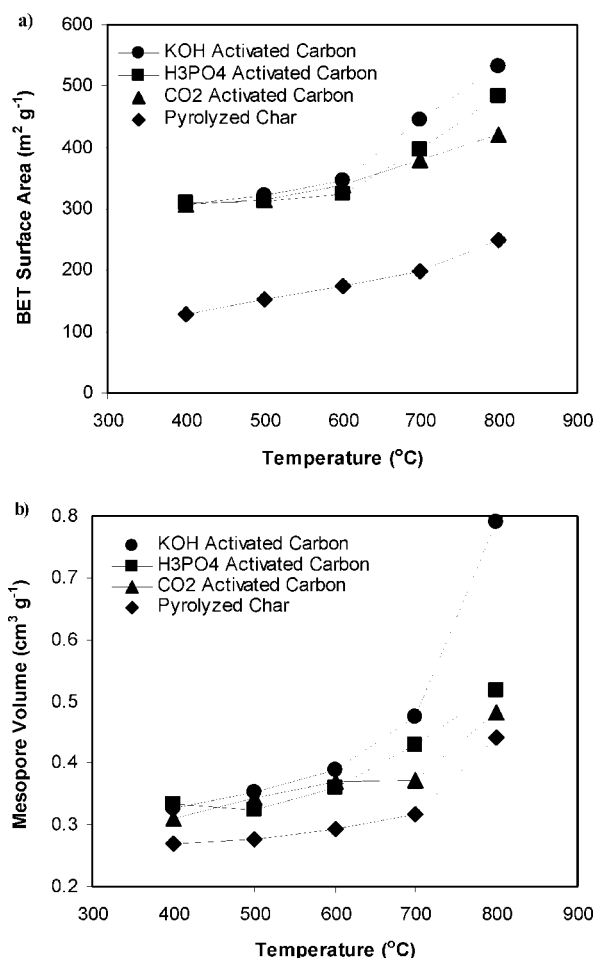 a)
600
500
400
300
200
100
0
BET Surface Area (m² g⁻¹)
KOH Activated Carbon
H3PO4 Activated Carbon
CO2 Activated Carbon
Pyrolyzed Char
300 400 500 600 700 800 900
Temperature (°C)
b)
0.8
0.7
0.6
0.5
0.4
0.3
0.2
Mesopore Volume (cm³ g⁻¹)
KOH Activated Carbon
H3PO4 Activated Carbon
CO2 Activated Carbon
Pyrolyzed Char
300 400 500 600 700 800 900
Temperature (°C)